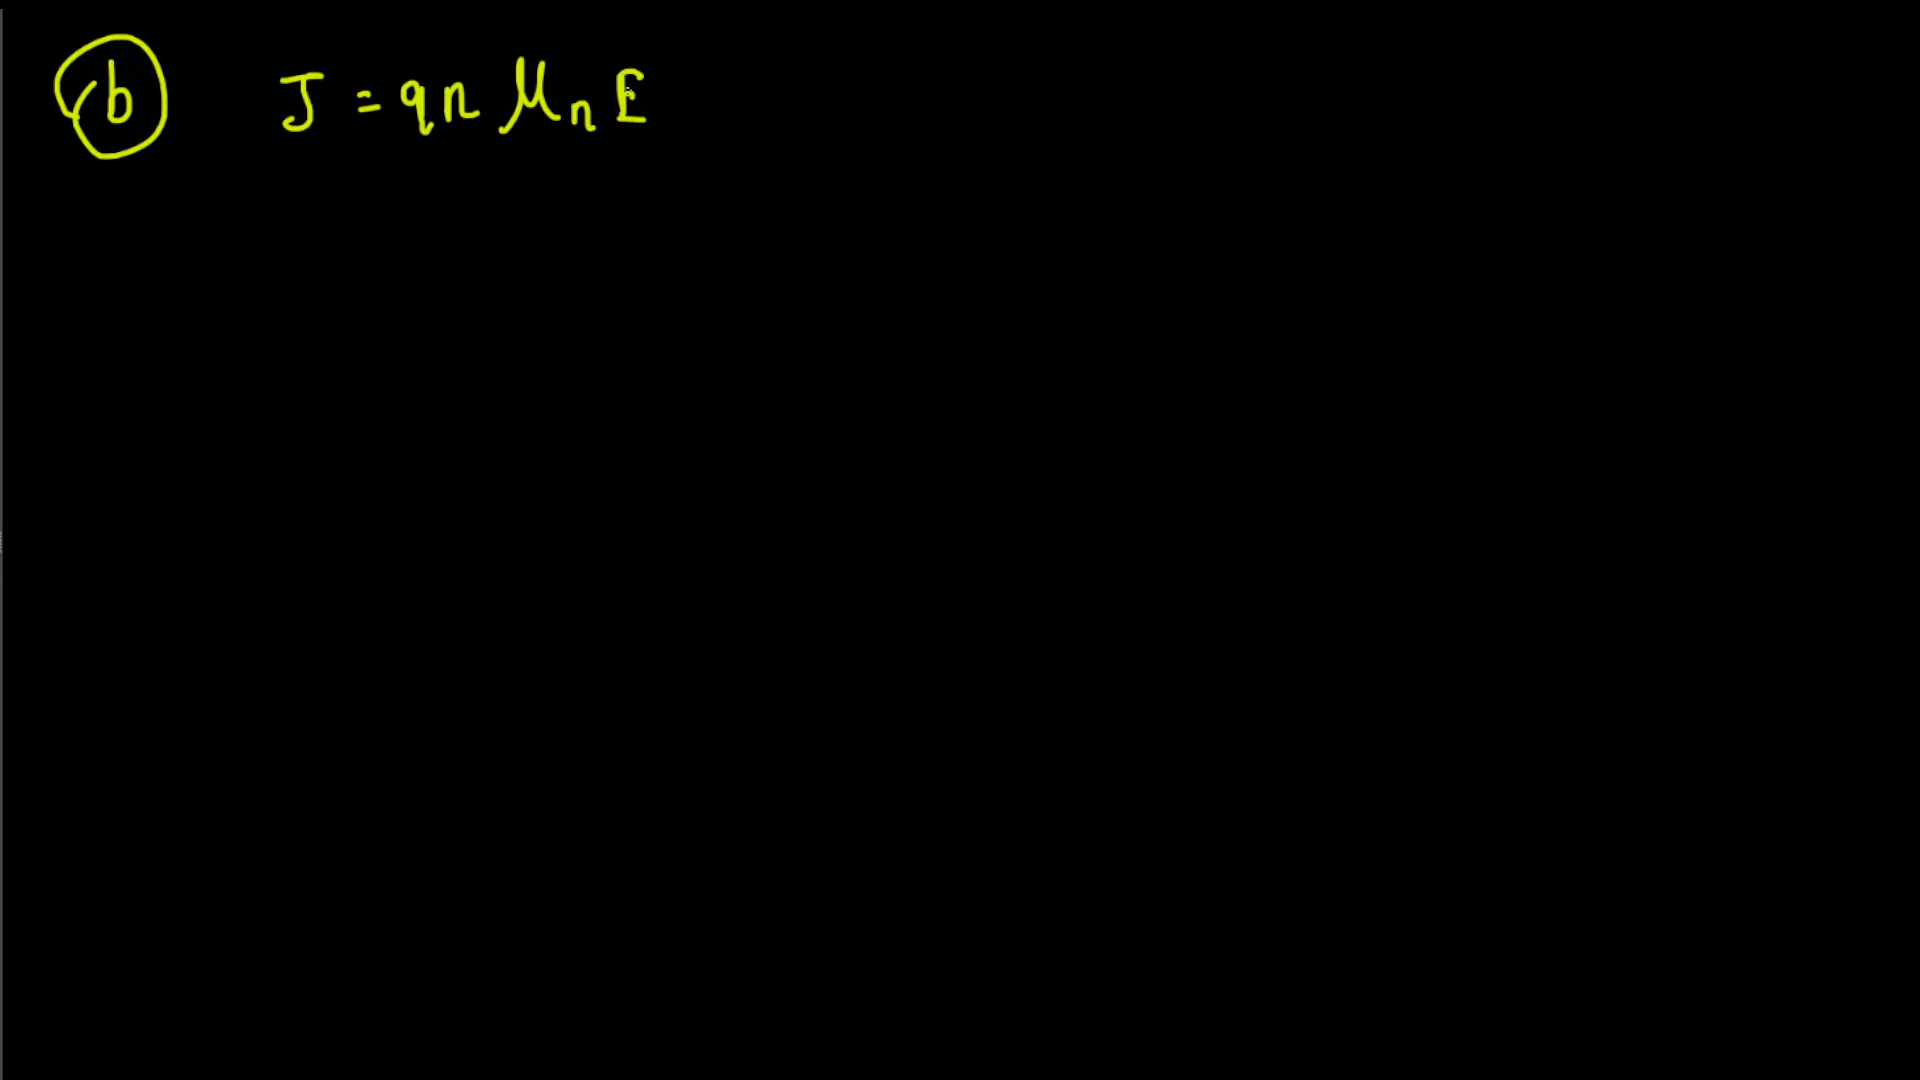 b J = qn μn E